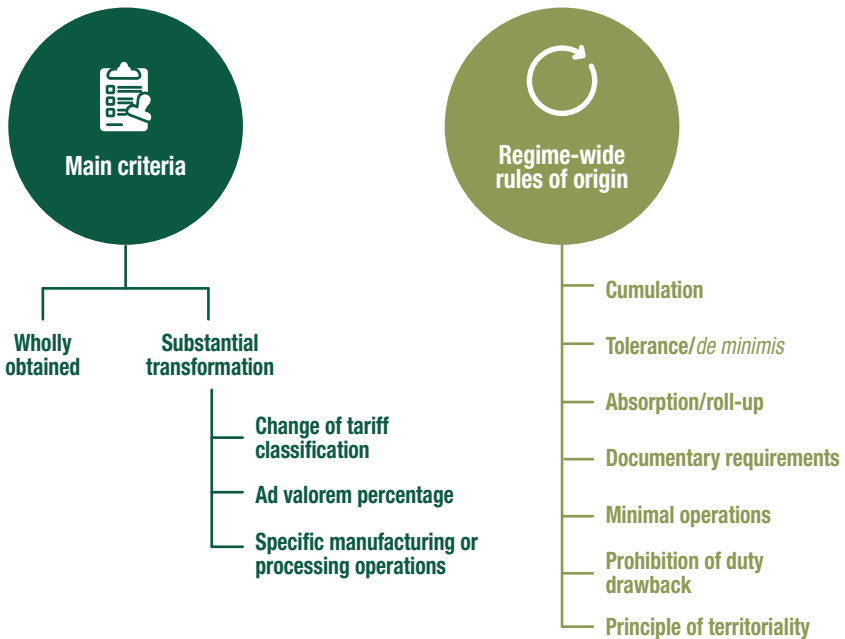 Main criteria
Wholly
obtained
Substantial
transformation
Change of tariff
classification
Ad valorem percentage
Specific manufacturing or
processing operations
Regime-wide
rules of origin
Cumulation
Tolerance/de minimis
Absorption/roll-up
Documentary requirements
Minimal operations
Prohibition of duty
drawback
Principle of territoriality